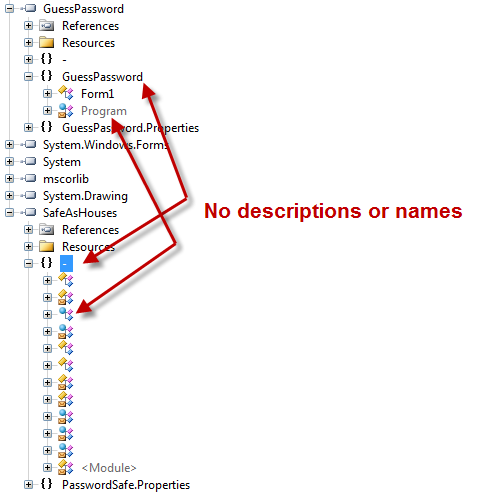 GuessPassword
References
Resources
{ } -
{ } GuessPassword
Form1
Program
{ } GuessPassword.Properties
System.Windows.Forms
System
mscorlib
System.Drawing
SafeAsHouses
No descriptions or names
References
Resources
{ } -
<Module>
{ } PasswordSafe.Properties